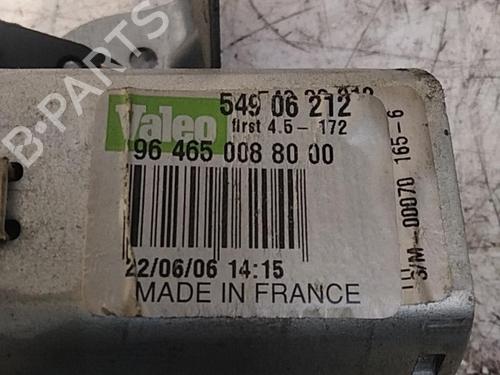 Valeo
549 06 212
first 4.5- 172
96 465 008 80 00
22/06/06 14:15
MADE IN FRANCE
S/M-00070 165-6
B-PARTS